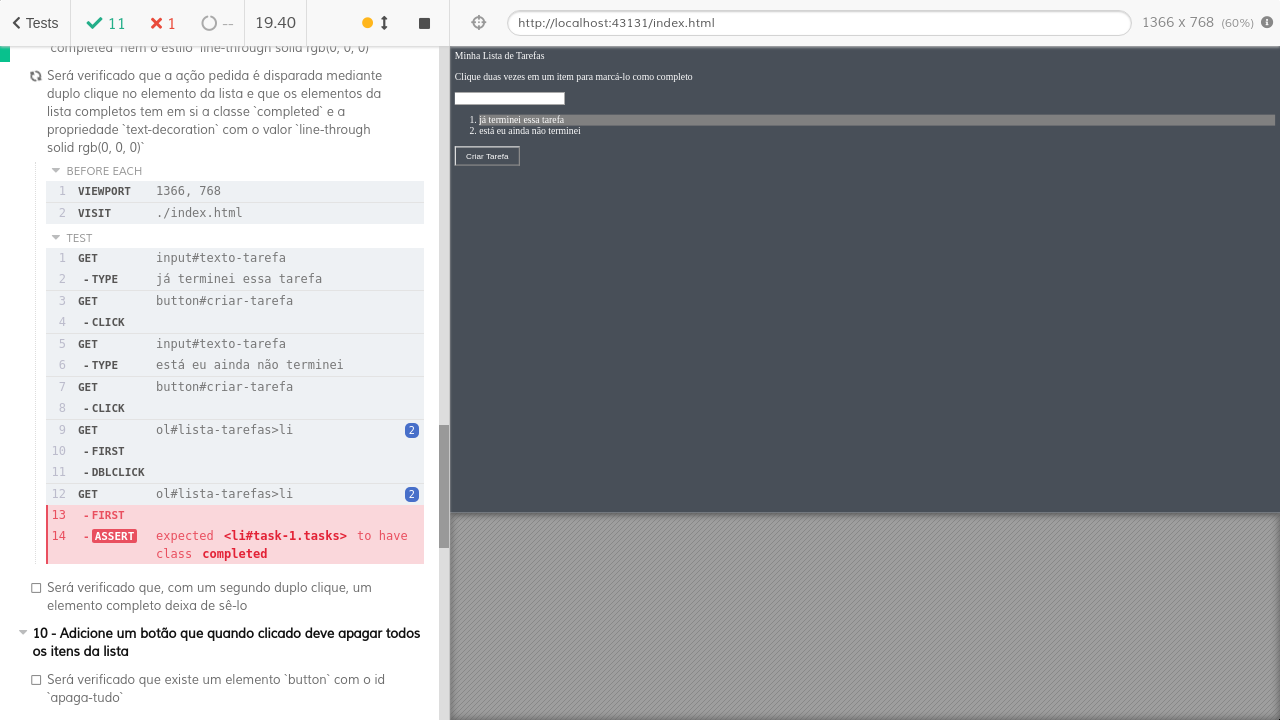 Tests
11
1
--
19.40
http://localhost:43131/index.html
1366 x 768 (60%)
`completed` nem o estilo `line-through solid rgb(0, 0, 0)`
Será verificado que a ação pedida é disparada mediante
duplo clique no elemento da lista e que os elementos da
lista completos tem em si a classe `completed` e a
propriedade `text-decoration` com o valor `line-through
solid rgb(0, 0, 0)`
BEFORE EACH
1 VIEWPORT 1366, 768
2 VISIT ./index.html
TEST
1 GET input#texto-tarefa
2 -TYPE já terminei essa tarefa
3 GET button#criar-tarefa
4 -CLICK
5 GET input#texto-tarefa
6 -TYPE está eu ainda não terminei
7 GET button#criar-tarefa
8 -CLICK
9 GET ol#lista-tarefas>li 2
10 -FIRST
11 -DBLCLICK
12 GET ol#lista-tarefas>li 2
13 -FIRST
14 -ASSERT expected <li#task-1.tasks> to have
class completed
Será verificado que, com um segundo duplo clique, um
elemento completo deixa de sê-lo
10 - Adicione um botão que quando clicado deve apagar todos
os itens da lista
Será verificado que existe um elemento `button` com o id
`apaga-tudo`
Minha Lista de Tarefas
Clique duas vezes em um item para marcá-lo como completo
1. já terminei essa tarefa
2. está eu ainda não terminei
Criar Tarefa